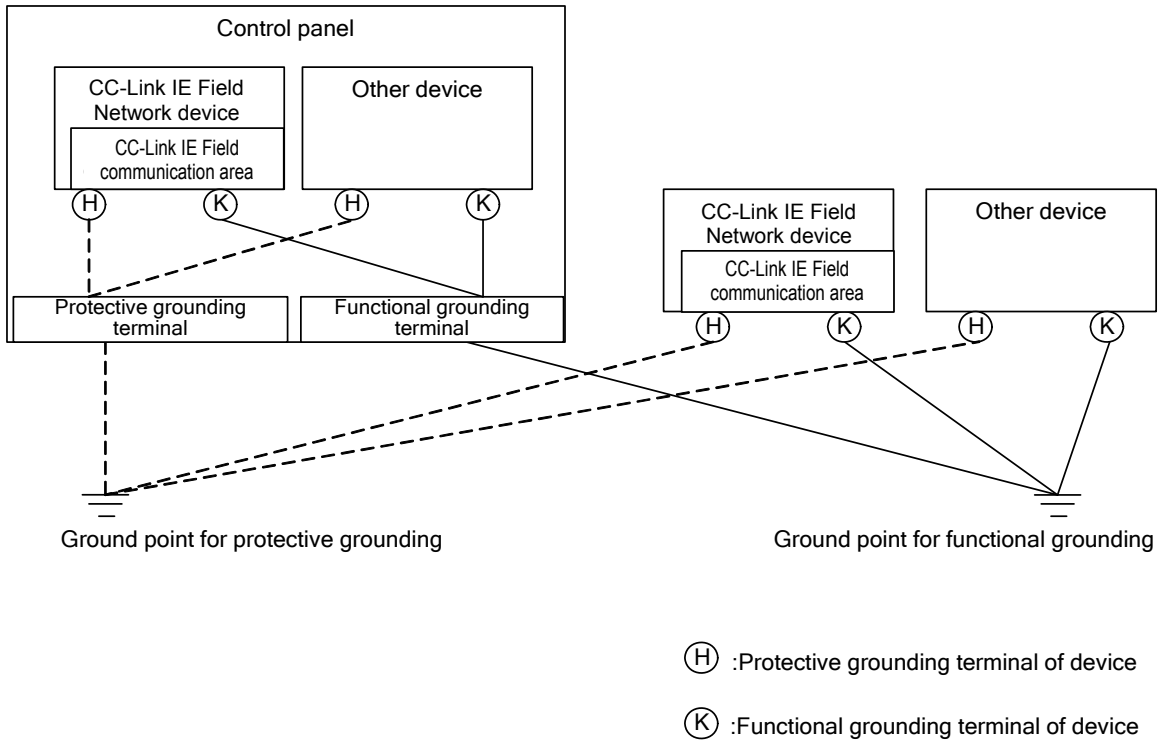 Control panel
CC-Link IE Field
Network device
CC-Link IE Field
communication area
Other device
H
K
H
K
Protective grounding
terminal
Functional grounding
terminal
CC-Link IE Field
Network device
CC-Link IE Field
communication area
Other device
H
K
H
K
Ground point for protective grounding
Ground point for functional grounding
H :Protective grounding terminal of device
K :Functional grounding terminal of device